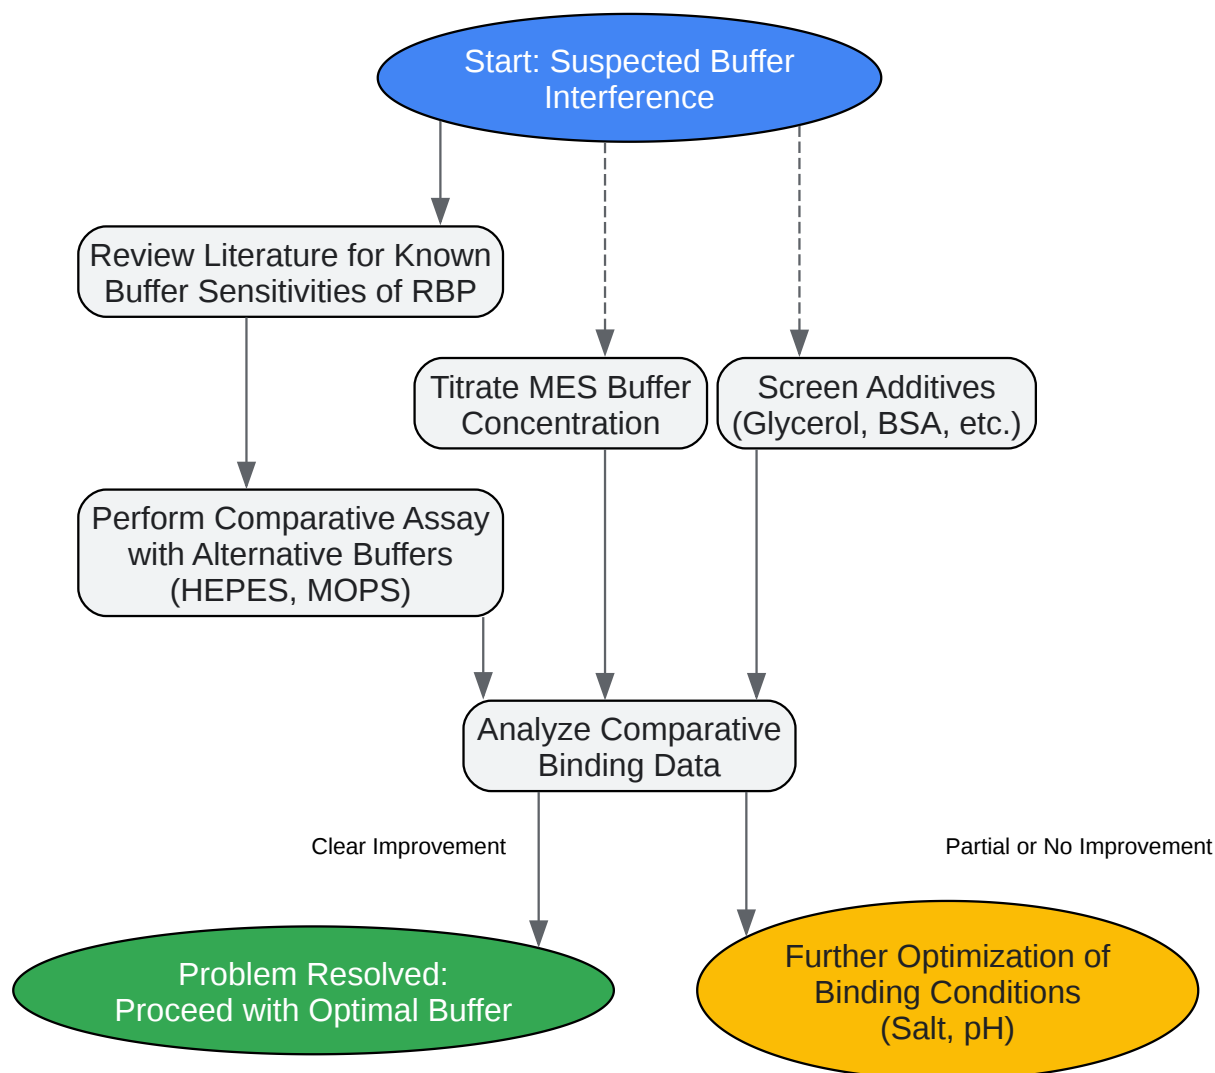 Start: Suspected Buffer
Interference
Review Literature for Known
Buffer Sensitivities of RBP
Titrate MES Buffer
Concentration
Screen Additives
(Glycerol, BSA, etc.)
Perform Comparative Assay
with Alternative Buffers
(HEPES, MOPS)
Analyze Comparative
Binding Data
Clear Improvement
Partial or No Improvement
Problem Resolved:
Proceed with Optimal Buffer
Further Optimization of
Binding Conditions
(Salt, pH)